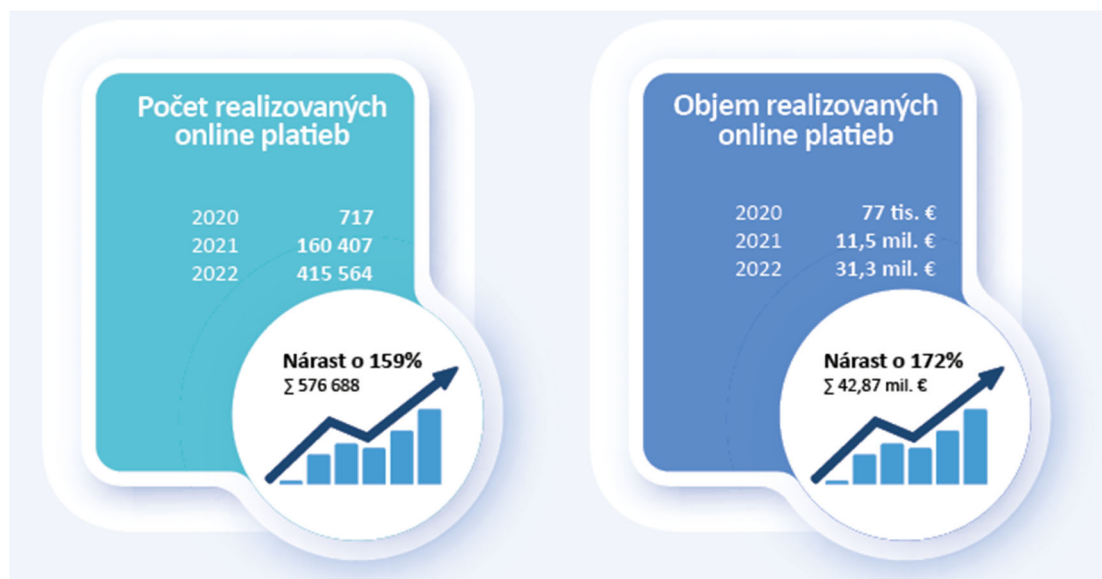 Počet realizovaných
online platieb
2020 717
2021 160 407
2022 415 564
Nárast o 159%
∑ 576 688
Objem realizovaných
online platieb
2020 77 tis. €
2021 11,5 mil. €
2022 31,3 mil. €
Nárast o 172%
∑ 42,87 mil. €